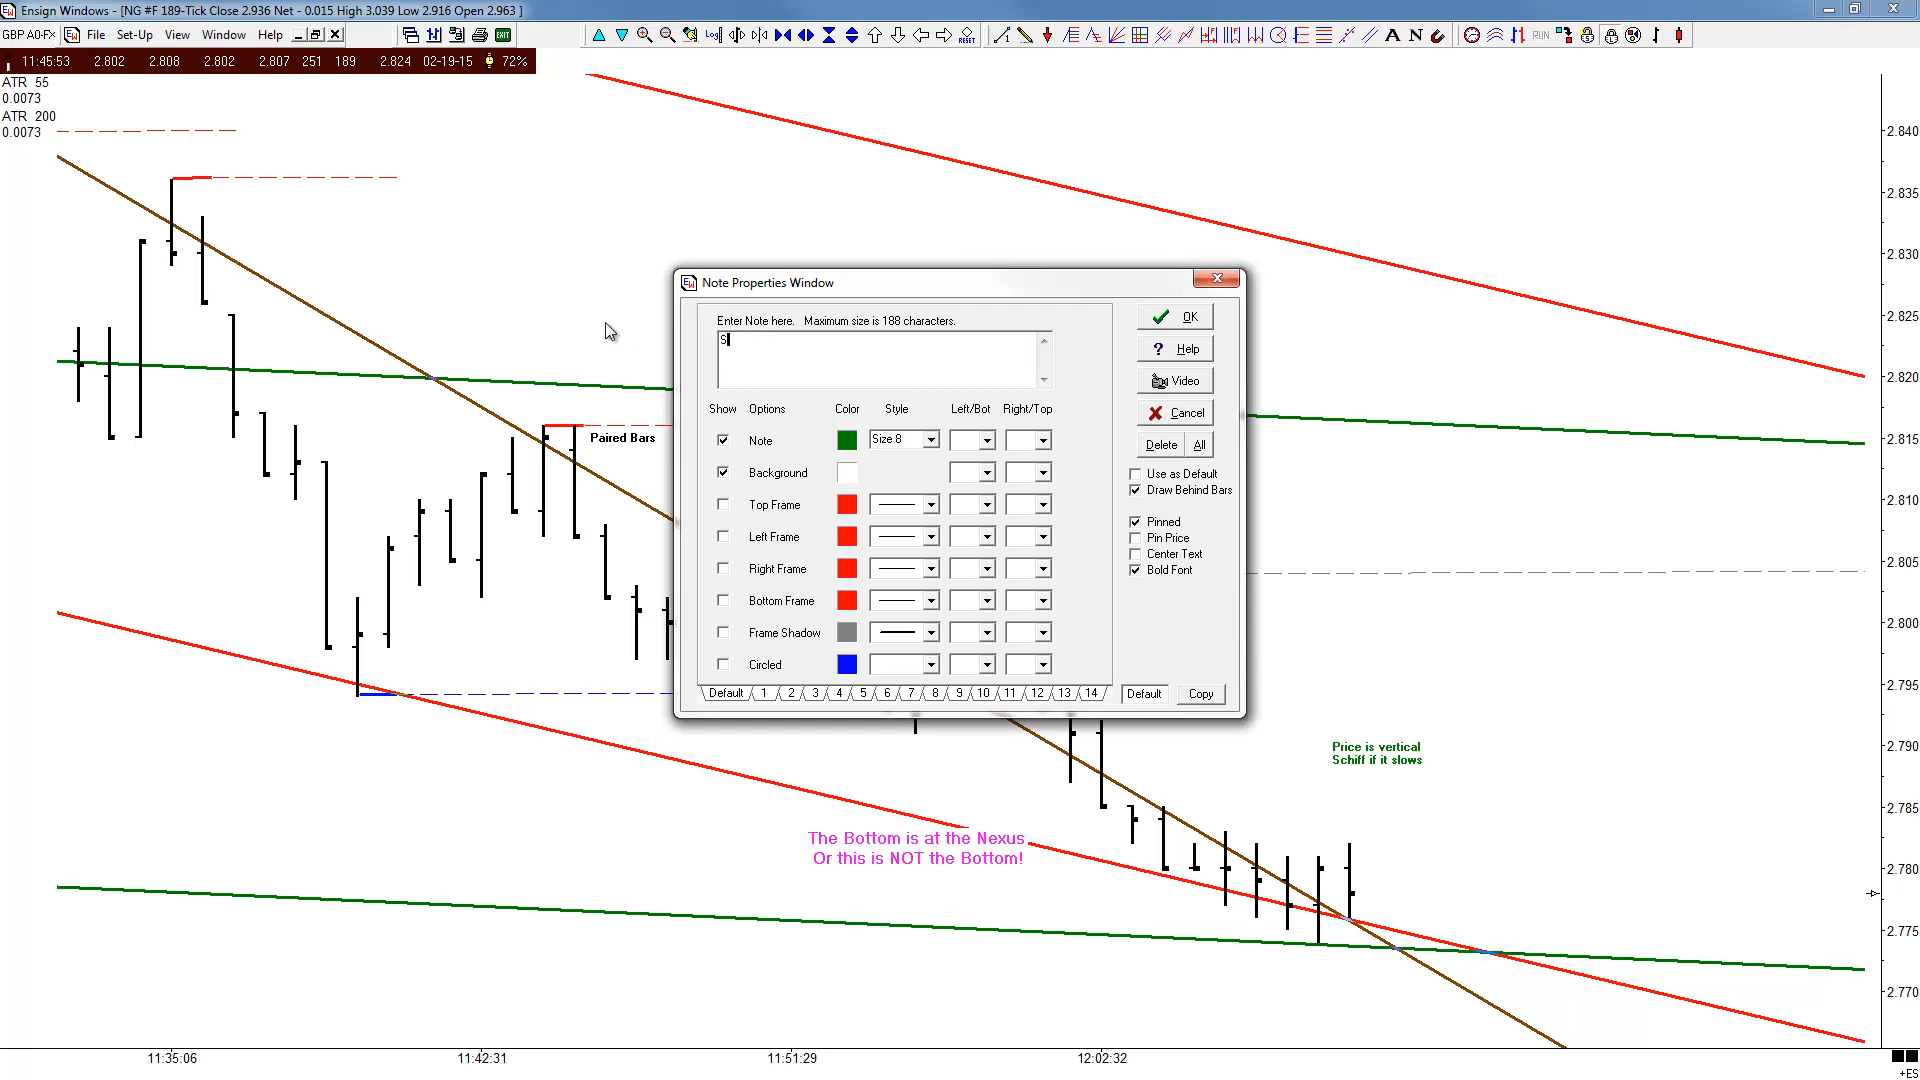 Ensign Windows - [NG #F 189-Tick Close 2.936 Net - 0.015 High 3.039 Low 2.916 Open 2.963 ]
GBP A0-FX File Set-Up View Window Help
EXIT Log RESET A N RUN
11:45:53 2.802 2.808 2.802 2.807 251 189 2.824 02-19-15 72%
ATR 55
0.0073
ATR 200
0.0073
Paired Bars
Note Properties Window
Enter Note here. Maximum size is 188 characters.
S
Show Options Color Style Left/Bot Right/Top
Note Size 8
Background
Top Frame
Left Frame
Right Frame
Bottom Frame
Frame Shadow
Circled
Default 1 2 3 4 5 6 7 8 9 10 11 12 13 14
OK
Help
Video
Cancel
Delete All
Use as Default
Draw Behind Bars
Pinned
Pin Price
Center Text
Bold Font
Default Copy
Price is vertical
Schiff if it slows
The Bottom is at the Nexus
Or this is NOT the Bottom!
2.840
2.835
2.830
2.825
2.820
2.815
2.810
2.805
2.800
2.795
2.790
2.785
2.780
2.775
2.770
11:35:06 11:42:31 11:51:29 12:02:32
+ES